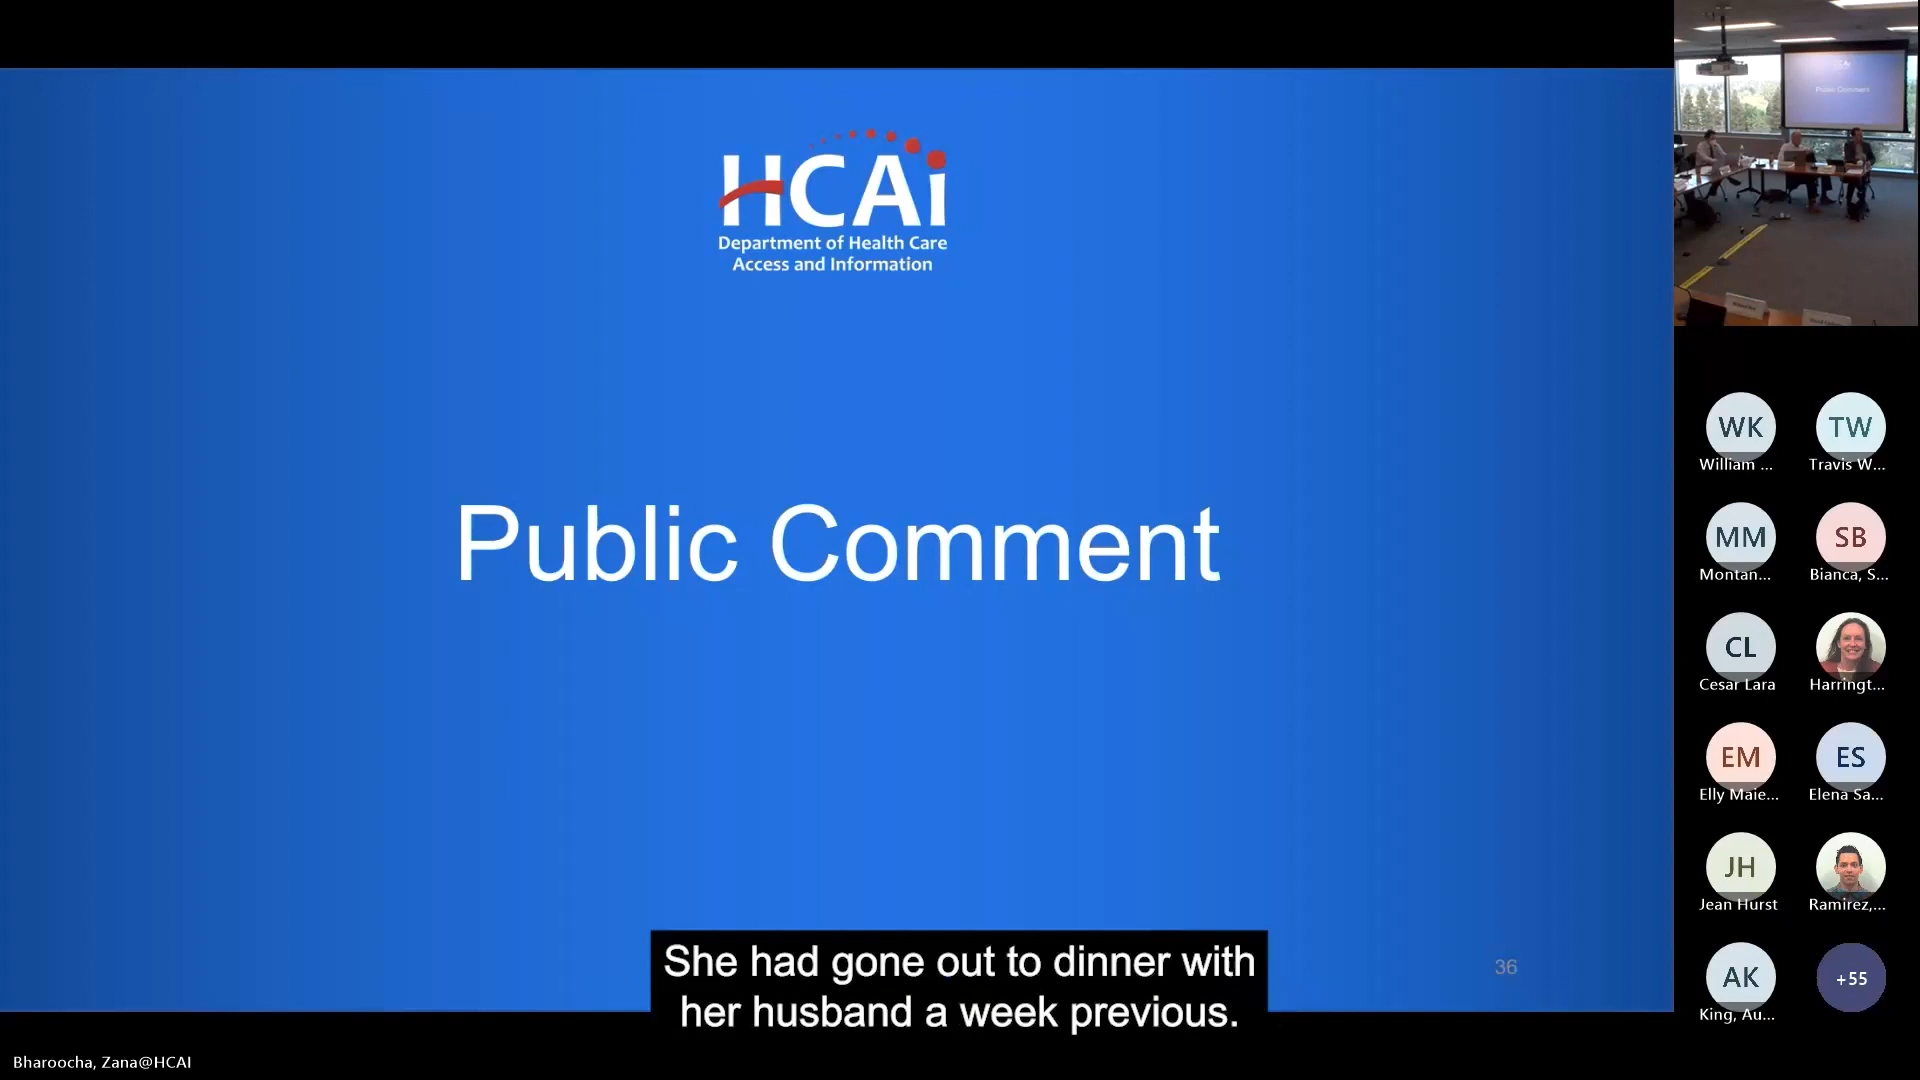 HCAi
Department of Health Care
Access and Information
Public Comment
36
She had gone out to dinner with
her husband a week previous.
Bharoocha, Zana@HCAI
Public Comment
WK
William ...
TW
Travis W...
MM
Montan...
SB
Bianca, S...
CL
Cesar Lara
Harringt...
EM
Elly Maie...
ES
Elena Sa...
JH
Jean Hurst
Ramirez,...
AK
King, Au...
+55